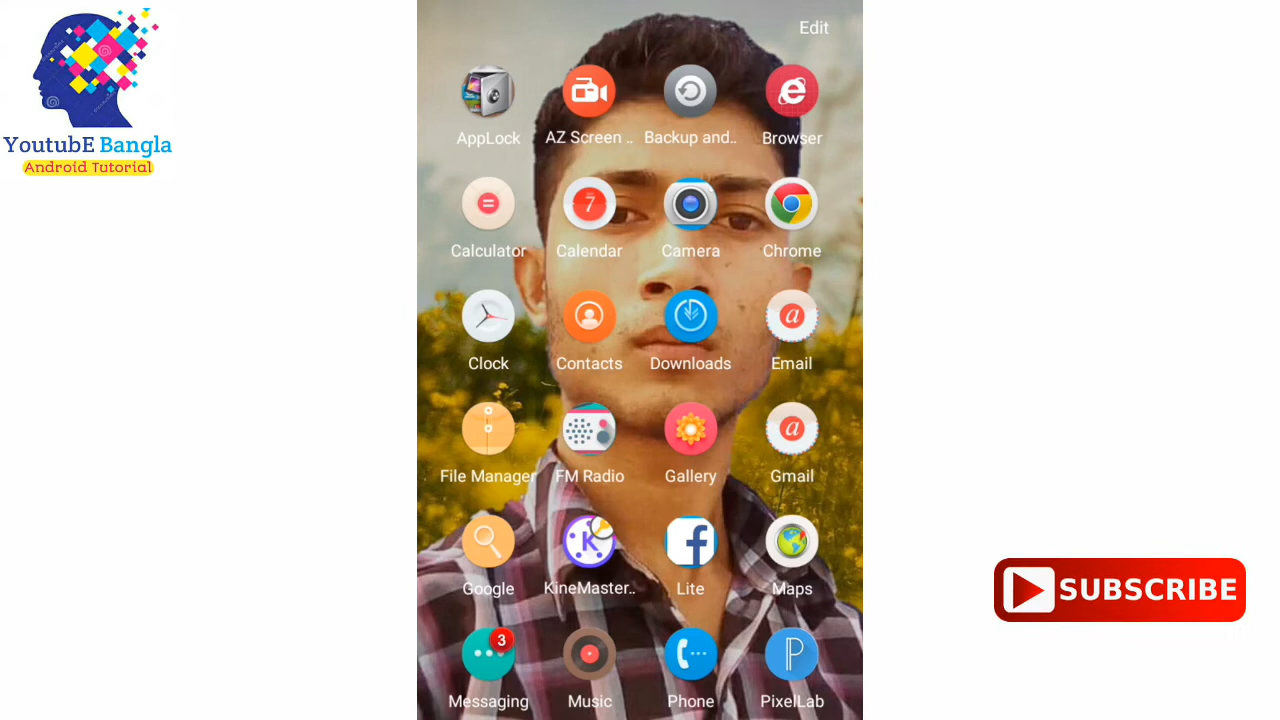 YoutubE Bangla
Android Tutorial
Edit
AppLock
AZ Screen ..
Backup and..
Browser
7
Calculator
Calendar
Camera
Chrome
a
Clock
Contacts
Downloads
Email
a
File Manager
FM Radio
Gallery
Gmail
K
f
Google
KineMaster..
Lite
Maps
3
P
Messaging
Music
Phone
PixelLab
SUBSCRIBE